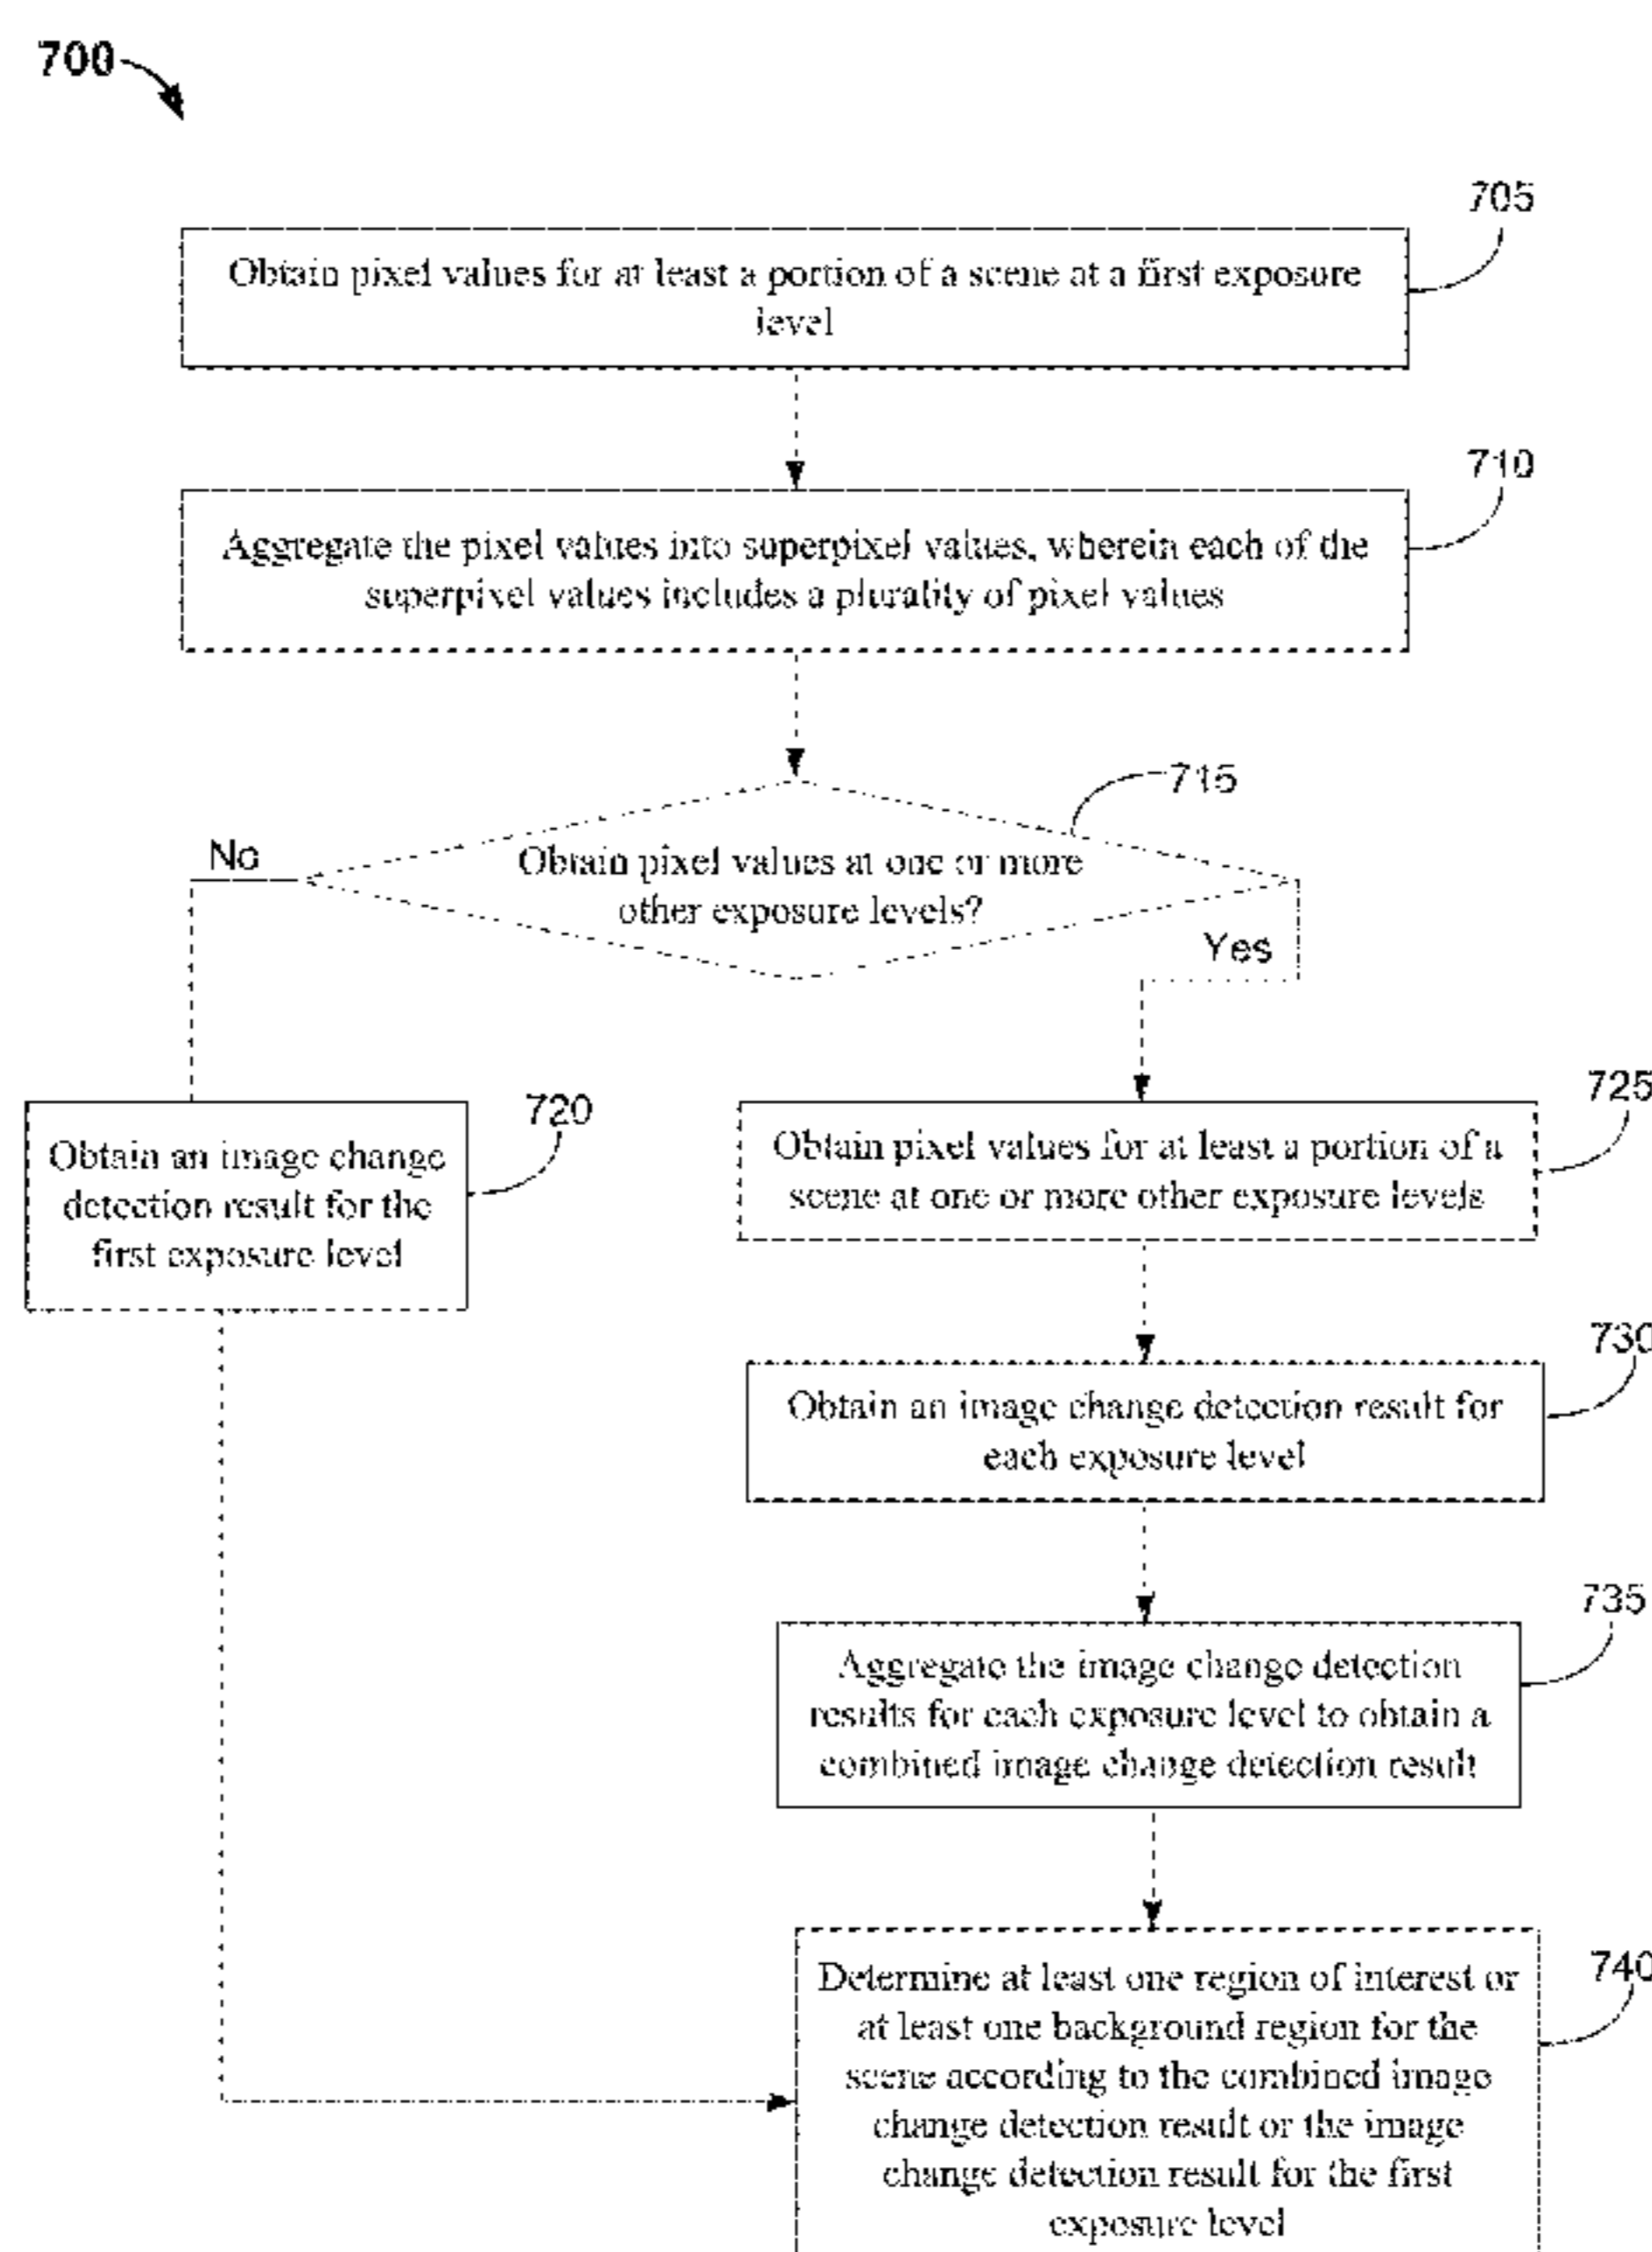 700
705
Obtain pixel values for at least a portion of a scene at a first exposure
level
710
Aggregate the pixel values into superpixel values, wherein each of the
superpixel values includes a plurality of pixel values
715
No
Obtain pixel values at one or more
other exposure levels?
Yes
720
Obtain an image change
detection result for the
first exposure level
725
Obtain pixel values for at least a portion of a
scene at one or more other exposure levels
730
Obtain an image change detection result for
each exposure level
735
Aggregate the image change detection
results for each exposure level to obtain a
combined image change detection result
740
Determine at least one region of interest or
at least one background region for the
scene according to the combined image
change detection result or the image
change detection result for the first
exposure level